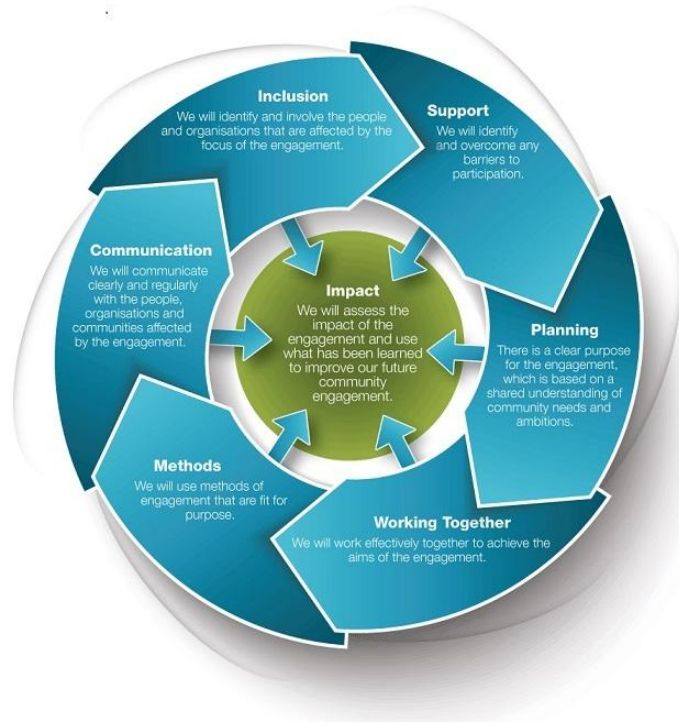 Inclusion
We will identify and involve the people
and organisations that are affected by the
focus of the engagement.
Support
We will identify
and overcome any
barriers to
participation.
Planning
There is a clear purpose
for the engagement,
which is based on a
shared understanding of
community needs and
ambitions.
Working Together
We will work effectively together to achieve the
aims of the engagement.
Methods
We will use methods of
engagement that are fit for
purpose.
Communication
We will communicate
clearly and regularly
with the people,
organisations and
communities affected
by the engagement.
Impact
We will assess the
impact of the
engagement and use
what has been learned
to improve our future
community
engagement.